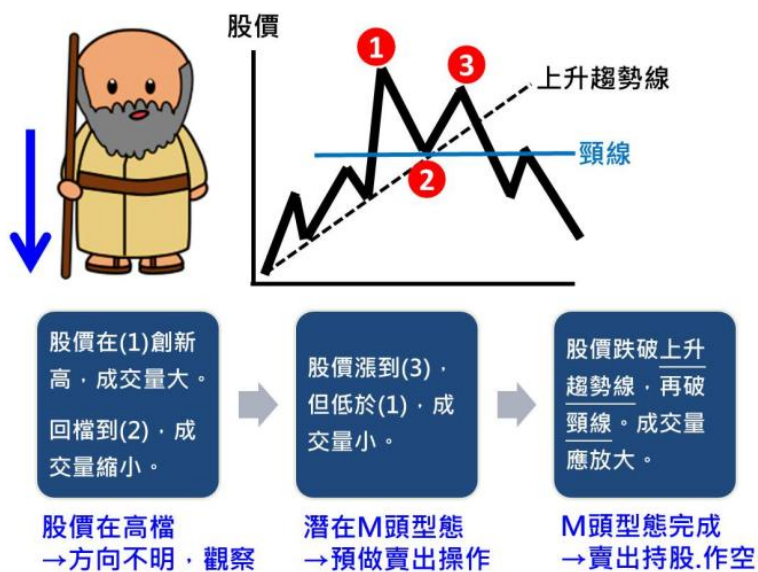 股價
1
3
上升趨勢線
頸線
2
股價在(1)創新
高，成交量大。
回檔到(2)，成
交量縮小。
股價漲到(3)，
但低於(1)，成
交量小。
股價跌破上升
趨勢線，再破
頸線。成交量
應放大。
股價在高檔
→方向不明，觀察
潛在M頭型態
→預做賣出操作
M頭型態完成
→賣出持股.作空